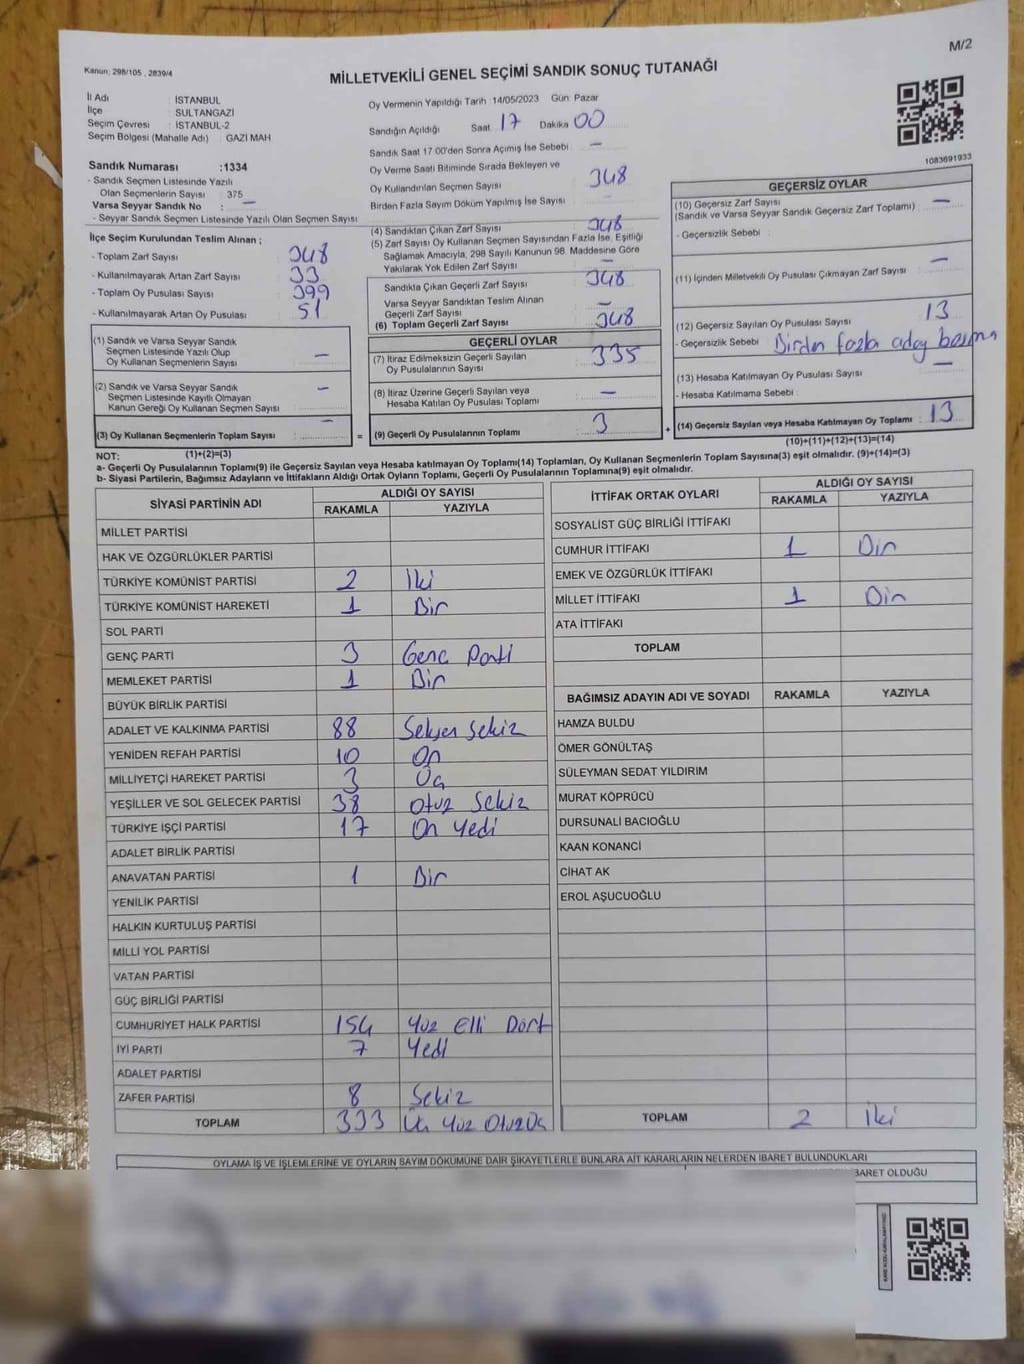 M/2
Kanun: 298/105 , 2839/4
MİLLETVEKİLİ GENEL SEÇİMİ SANDIK SONUÇ TUTANAĞI
İl Adı : İSTANBUL
İlçe : SULTANGAZİ
Seçim Çevresi : İSTANBUL-2
Seçim Bölgesi (Mahalle Adı) : GAZİ MAH
Sandık Numarası :1334
- Sandık Seçmen Listesinde Yazılı
Olan Seçmenlerin Sayısı : 375
Varsa Seyyar Sandık No : —
- Seyyar Sandık Seçmen Listesinde Yazılı Olan Seçmen Sayısı :
Oy Vermenin Yapıldığı Tarih :14/05/2023 Gün: Pazar
Sandığın Açıldığı Saat 17 Dakika 00
Sandık Saat 17:00'den Sonra Açımış İse Sebebi : —
Oy Verme Saati Bitiminde Sırada Bekleyen ve
Oy Kullandırılan Seçmen Sayısı : 348
Birden Fazla Sayım Döküm Yapılmış İse Sayısı :
İlçe Seçim Kurulundan Teslim Alınan ;
- Toplam Zarf Sayısı : 348
- Kullanılmayarak Artan Zarf Sayısı : 33
- Toplam Oy Pusulası Sayısı : 399
- Kullanılmayarak Artan Oy Pusulası : 51
(4) Sandıktan Çıkan Zarf Sayısı : 348
(5) Zarf Sayısı Oy Kullanan Seçmen Sayısından Fazla İse, Eşitliği
Sağlamak Amacıyla, 298 Sayılı Kanunun 98. Maddesine Göre
Yakılarak Yok Edilen Zarf Sayısı : —
Sandıkta Çıkan Geçerli Zarf Sayısı : 348
Varsa Seyyar Sandıktan Teslim Alınan
Geçerli Zarf Sayısı : —
(6) Toplam Geçerli Zarf Sayısı : 348
1083691933
GEÇERSİZ OYLAR
(10) Geçersiz Zarf Sayısı : —
(Sandık ve Varsa Seyyar Sandık Geçersiz Zarf Toplamı)
- Geçersizlik Sebebi :
(11) İçinden Milletvekili Oy Pusulası Çıkmayan Zarf Sayısı : —
(12) Geçersiz Sayılan Oy Pusulası Sayısı : 13
- Geçersizlik Sebebi : Birden fazla aday basma
(13) Hesaba Katılmayan Oy Pusulası Sayısı : —
- Hesaba Katılmama Sebebi :
(14) Geçersiz Sayılan veya Hesaba Katılmayan Oy Toplamı : 13
(10)+(11)+(12)+(13)=(14)
(1) Sandık ve Varsa Seyyar Sandık
Seçmen Listesinde Yazılı Olup
Oy Kullanan Seçmenlerin Sayısı : —
(2) Sandık ve Varsa Seyyar Sandık
Seçmen Listesinde Kayıtlı Olmayan
Kanun Gereği Oy Kullanan Seçmen Sayısı : —
(3) Oy Kullanan Seçmenlerin Toplam Sayısı : —
(1)+(2)=(3)
=
GEÇERLİ OYLAR
(7) İtiraz Edilmeksizin Geçerli Sayılan
Oy Pusulalarının Sayısı : 335
(8) İtiraz Üzerine Geçerli Sayılan veya
Hesaba Katılan Oy Pusulası Toplamı : —
(9) Geçerli Oy Pusulalarının Toplamı : 3
+
NOT:
a- Geçerli Oy Pusulalarının Toplamı(9) ile Geçersiz Sayılan veya Hesaba katılmayan Oy Toplamı(14) Toplamları, Oy Kullanan Seçmenlerin Toplam Sayısına(3) eşit olmalıdır. (9)+(14)=(3)
b- Siyasi Partilerin, Bağımsız Adayların ve İttifakların Aldığı Ortak Oyların Toplamı, Geçerli Oy Pusulalarının Toplamına(9) eşit olmalıdır.
SİYASİ PARTİNİN ADI ALDIĞI OY SAYISI
RAKAMLA YAZIYLA
MİLLET PARTİSİ
HAK VE ÖZGÜRLÜKLER PARTİSİ
TÜRKİYE KOMÜNİST PARTİSİ 2 İki
TÜRKİYE KOMÜNİST HAREKETİ 1 Bir
SOL PARTİ
GENÇ PARTİ 3 Genc Parti
MEMLEKET PARTİSİ 1 Bir
BÜYÜK BİRLİK PARTİSİ
ADALET VE KALKINMA PARTİSİ 88 Seksen Sekiz
YENİDEN REFAH PARTİSİ 10 On
MİLLİYETÇİ HAREKET PARTİSİ 3 Üç
YEŞİLLER VE SOL GELECEK PARTİSİ 38 Otuz Sekiz
TÜRKİYE İŞÇİ PARTİSİ 17 On Yedi
ADALET BİRLİK PARTİSİ
ANAVATAN PARTİSİ 1 Bir
YENİLİK PARTİSİ
HALKIN KURTULUŞ PARTİSİ
MİLLİ YOL PARTİSİ
VATAN PARTİSİ
GÜÇ BİRLİĞİ PARTİSİ
CUMHURİYET HALK PARTİSİ 154 Yüz Elli Dört
İYİ PARTİ 7 Yedi
ADALET PARTİSİ
ZAFER PARTİSİ 8 Sekiz
TOPLAM 333 Üç Yüz Otuz Üç
İTTİFAK ORTAK OYLARI ALDIĞI OY SAYISI
RAKAMLA YAZIYLA
SOSYALİST GÜÇ BİRLİĞİ İTTİFAKI
CUMHUR İTTİFAKI 1 Bir
EMEK VE ÖZGÜRLÜK İTTİFAKI
MİLLET İTTİFAKI 1 Bir
ATA İTTİFAKI
TOPLAM
BAĞIMSIZ ADAYIN ADI VE SOYADI RAKAMLA YAZIYLA
HAMZA BULDU
ÖMER GÖNÜLTAŞ
SÜLEYMAN SEDAT YILDIRIM
MURAT KÖPRÜCÜ
DURSUNALİ BACIOĞLU
KAAN KONANCİ
CİHAT AK
EROL AŞUCUOĞLU
TOPLAM 2 İki
OYLAMA İŞ VE İŞLEMLERİNE VE OYLARIN SAYIM DÖKÜMÜNE DAİR ŞİKAYETLERLE BUNLARA AİT KARARLARIN NELERDEN İBARET BULUNDUKLARI
BARET OLDUĞU